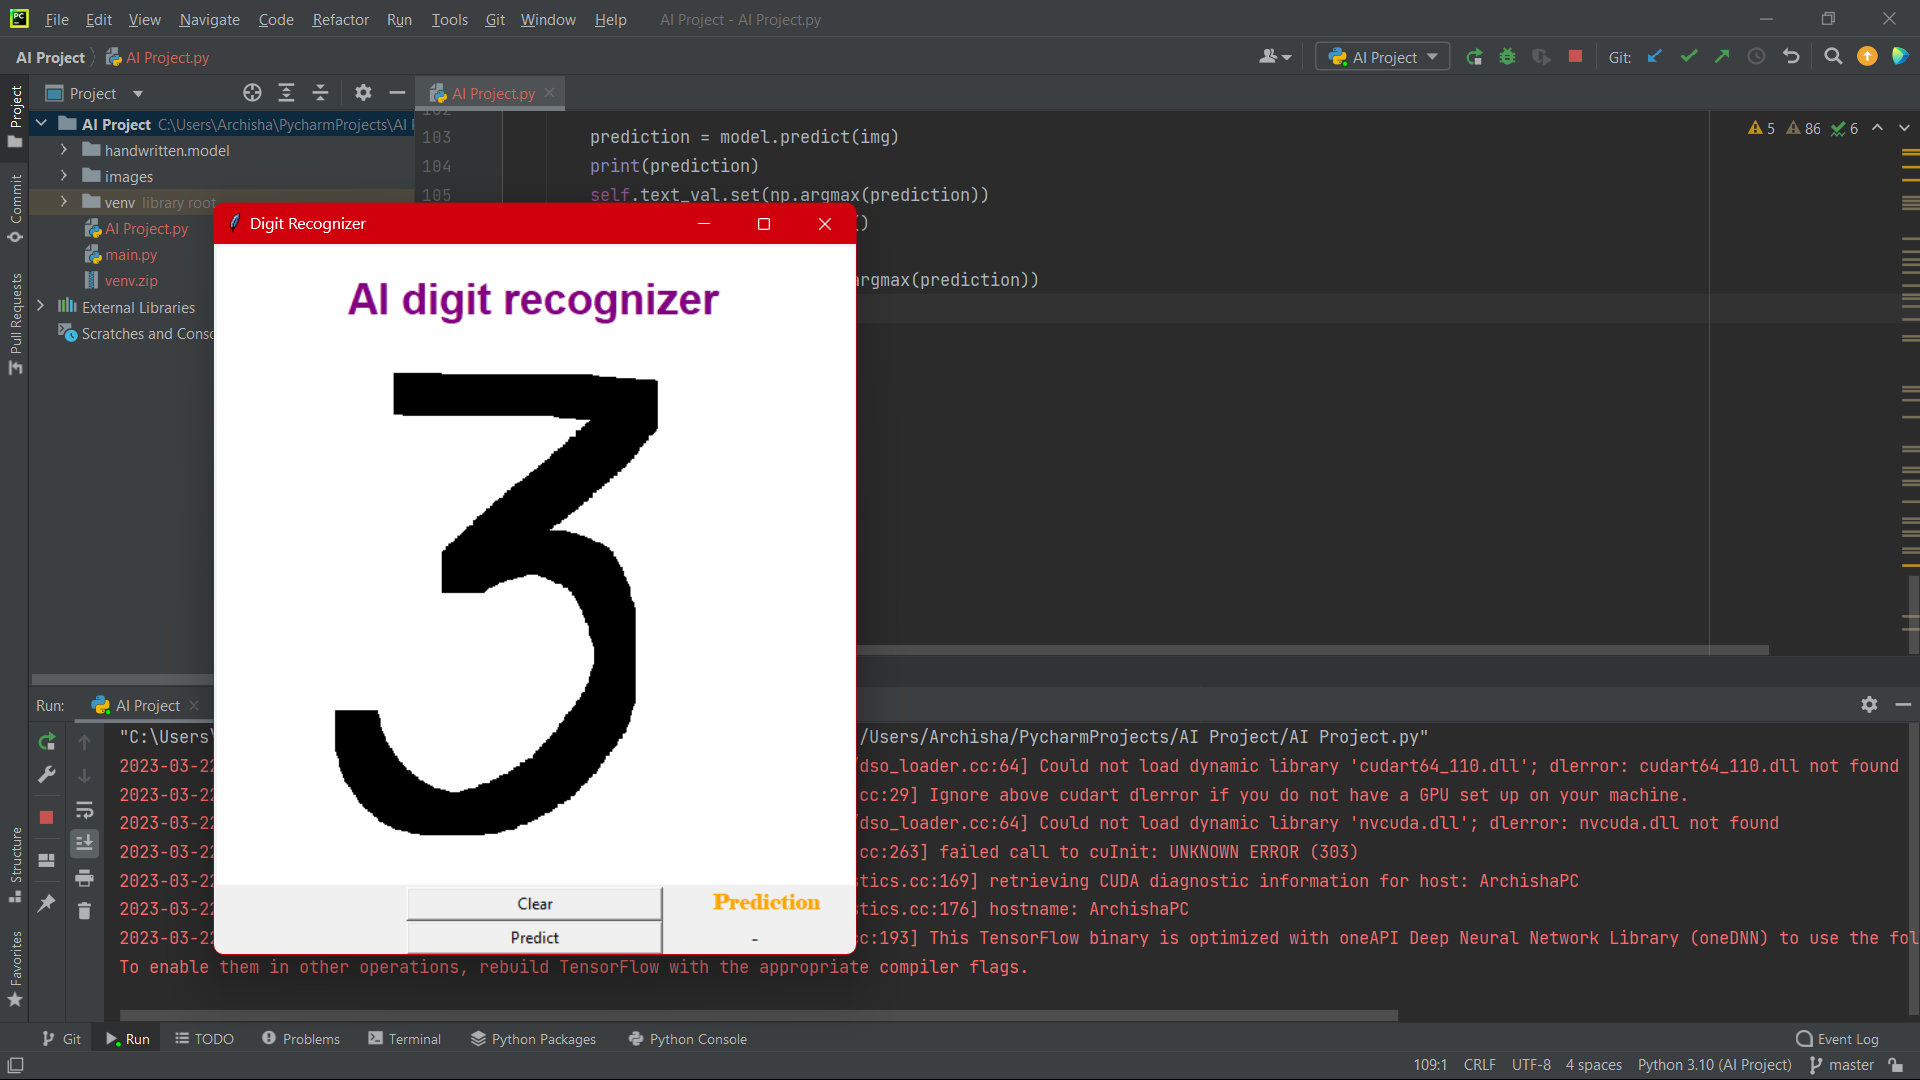 PC File Edit View Navigate Code Refactor Run Tools Git Window Help AI Project - AI Project.py
AI Project AI Project.py AI Project Git:
Project AI Project.py
AI Project C:\Users\Archisha\PycharmProjects\AI
handwritten.model
images
venv library root
AI Project.py
main.py
venv.zip
External Libraries
Scratches and Conso
Project
Commit
Pull Requests
Structure
Favorites
5 86 6
103 prediction = model.predict(img)
104 print(prediction)
105 self.text_val.set(np.argmax(prediction))
)
argmax(prediction))
Digit Recognizer
AI digit recognizer
3
Clear
Predict
Prediction
-
Run: AI Project
"C:\Users\ /Users/Archisha/PycharmProjects/AI Project/AI Project.py"
2023-03-22 dso_loader.cc:64] Could not load dynamic library 'cudart64_110.dll'; dlerror: cudart64_110.dll not found
2023-03-22 cc:29] Ignore above cudart dlerror if you do not have a GPU set up on your machine.
2023-03-22 dso_loader.cc:64] Could not load dynamic library 'nvcuda.dll'; dlerror: nvcuda.dll not found
2023-03-22 cc:263] failed call to cuInit: UNKNOWN ERROR (303)
2023-03-22 tics.cc:169] retrieving CUDA diagnostic information for host: ArchishaPC
2023-03-22 tics.cc:176] hostname: ArchishaPC
2023-03-22 c:193] This TensorFlow binary is optimized with oneAPI Deep Neural Network Library (oneDNN) to use the fol
To enable them in other operations, rebuild TensorFlow with the appropriate compiler flags.
Git Run TODO Problems Terminal Python Packages Python Console Event Log
109:1 CRLF UTF-8 4 spaces Python 3.10 (AI Project) master